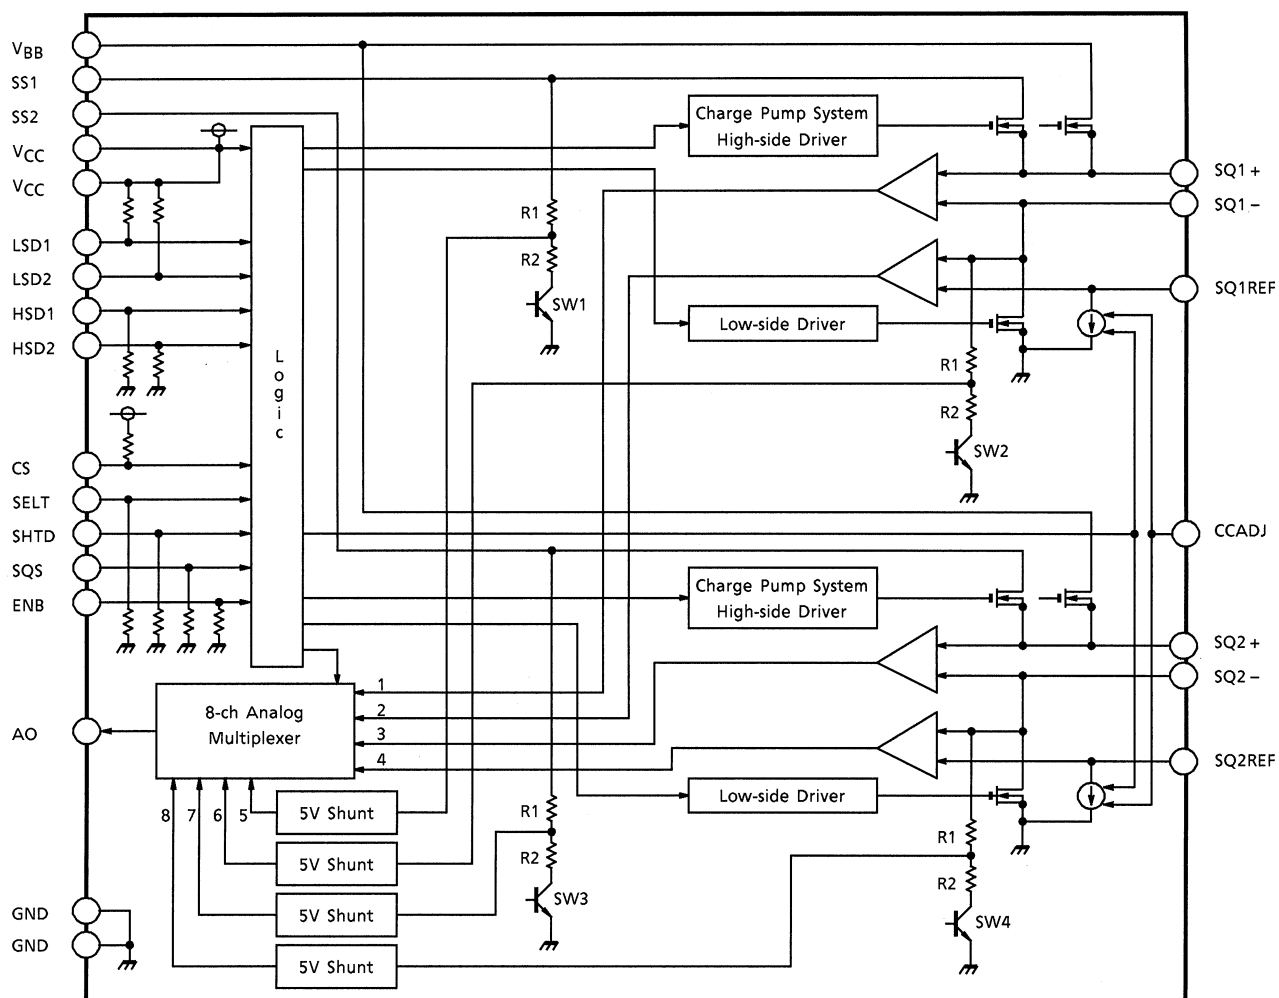 VBB
SS1
SS2
VCC
VCC
LSD1
LSD2
HSD1
HSD2
CS
SELT
SHTD
SQS
ENB
AO
GND
GND
Logic
Charge Pump System
High-side Driver
R1
R2
SW1
Low-side Driver
R1
R2
SW2
SQ1+
SQ1−
SQ1REF
CCADJ
Charge Pump System
High-side Driver
SQ2+
SQ2−
SQ2REF
8-ch Analog
Multiplexer
1
2
3
4
8
7
6
5
5V Shunt
5V Shunt
5V Shunt
5V Shunt
R1
R2
SW3
Low-side Driver
R1
R2
SW4